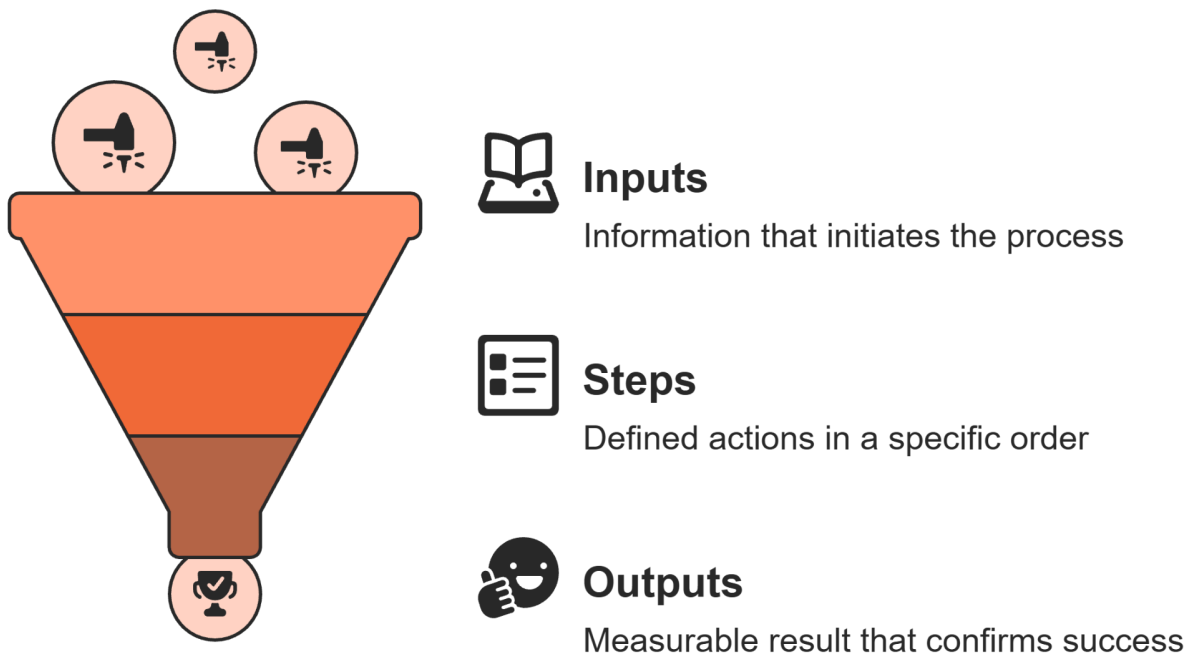 Inputs
Information that initiates the process
Steps
Defined actions in a specific order
Outputs
Measurable result that confirms success